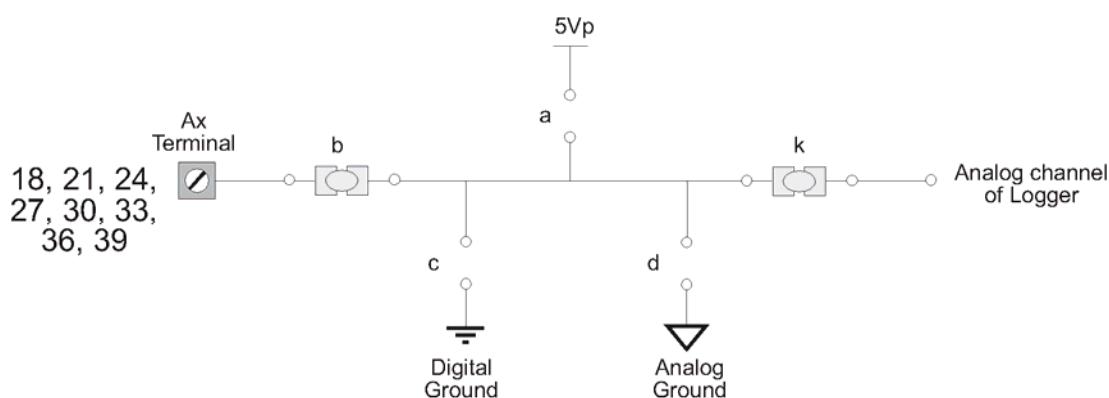 5Vp
a
Ax
Terminal
b
k
18, 21, 24,
27, 30, 33,
36, 39
Analog channel
of Logger
c
d
Digital
Ground
Analog
Ground